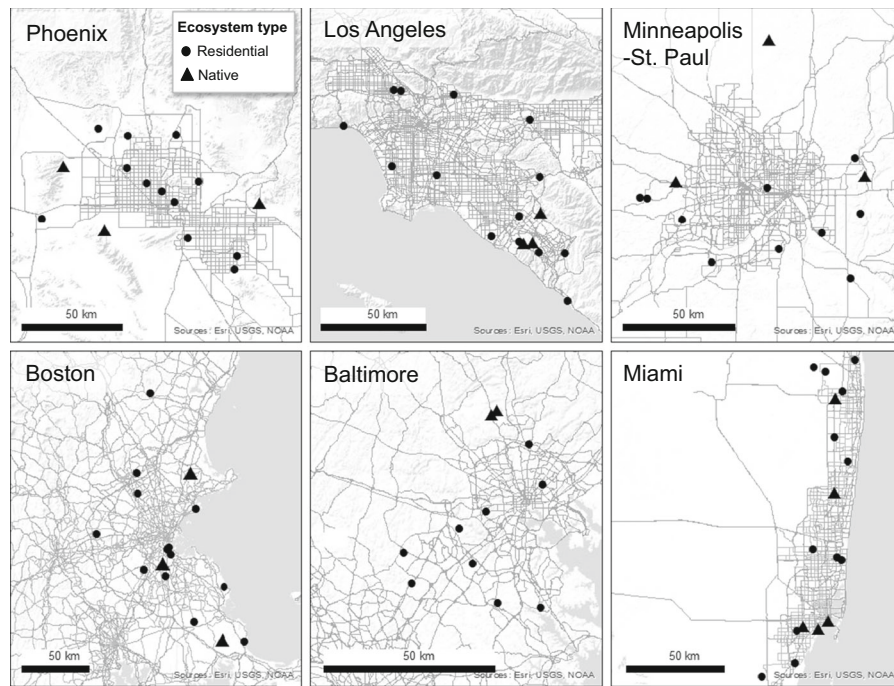 Phoenix
Ecosystem type
Residential
Native
50 km
Sources: Esri, USGS, NOAA
Los Angeles
50 km
Sources: Esri, USGS, NOAA
Minneapolis
-St. Paul
50 km
Sources: Esri, USGS, NOAA
Boston
50 km
Sources: Esri, USGS, NOAA
Baltimore
50 km
Sources: Esri, USGS, NOAA
Miami
50 km
Sources: Esri, USGS, NOAA